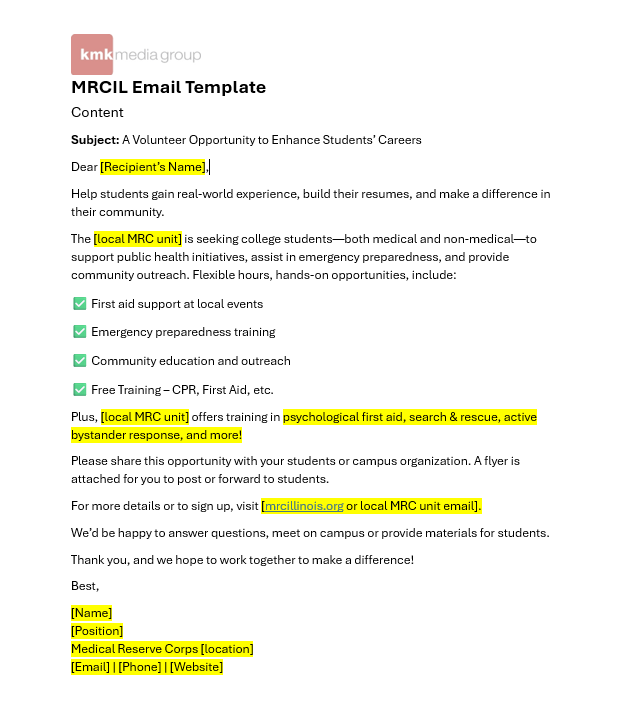 kmk media group
MRCIL Email Template
Content
Subject: A Volunteer Opportunity to Enhance Students’ Careers
Dear [Recipient’s Name],
Help students gain real-world experience, build their resumes, and make a difference in
their community.
The [local MRC unit] is seeking college students—both medical and non-medical—to
support public health initiatives, assist in emergency preparedness, and provide
community outreach. Flexible hours, hands-on opportunities, include:
✅ First aid support at local events
✅ Emergency preparedness training
✅ Community education and outreach
✅ Free Training – CPR, First Aid, etc.
Plus, [local MRC unit] offers training in psychological first aid, search & rescue, active
bystander response, and more!
Please share this opportunity with your students or campus organization. A flyer is
attached for you to post or forward to students.
For more details or to sign up, visit [mrcillinois.org or local MRC unit email].
We’d be happy to answer questions, meet on campus or provide materials for students.
Thank you, and we hope to work together to make a difference!
Best,
[Name]
[Position]
Medical Reserve Corps [location]
[Email] | [Phone] | [Website]